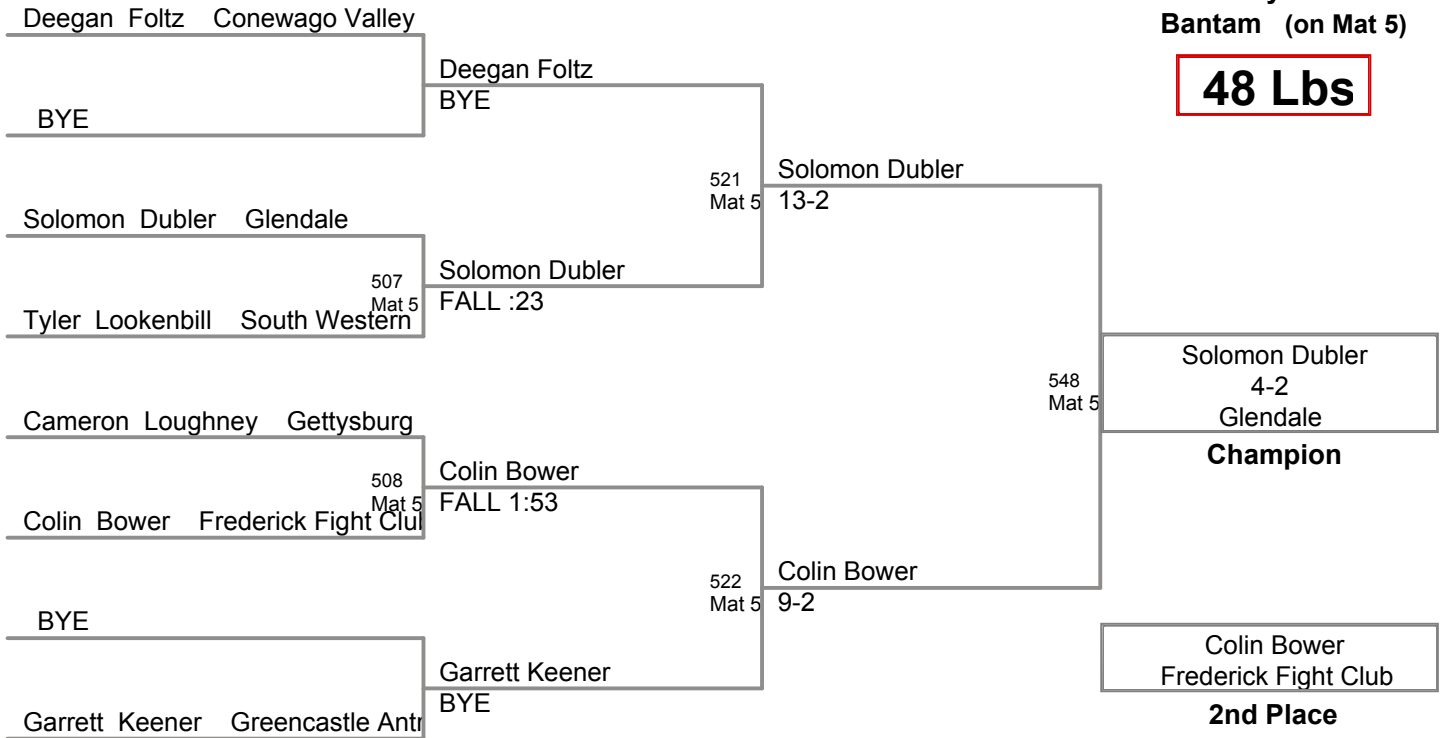 Bantam (on Mat 5)
48 Lbs
Deegan Foltz Conewago Valley
BYE
Deegan Foltz
BYE
Solomon Dubler Glendale
507
Mat 5
Tyler Lookenbill South Western
Solomon Dubler
FALL :23
521
Mat 5
Solomon Dubler
13-2
Cameron Loughney Gettysburg
508
Mat 5
Colin Bower Frederick Fight Clu
Colin Bower
FALL 1:53
BYE
Garrett Keener Greencastle Ant
Garrett Keener
BYE
522
Mat 5
Colin Bower
9-2
548
Mat 5
Solomon Dubler
4-2
Glendale
Champion
Colin Bower
Frederick Fight Club
2nd Place